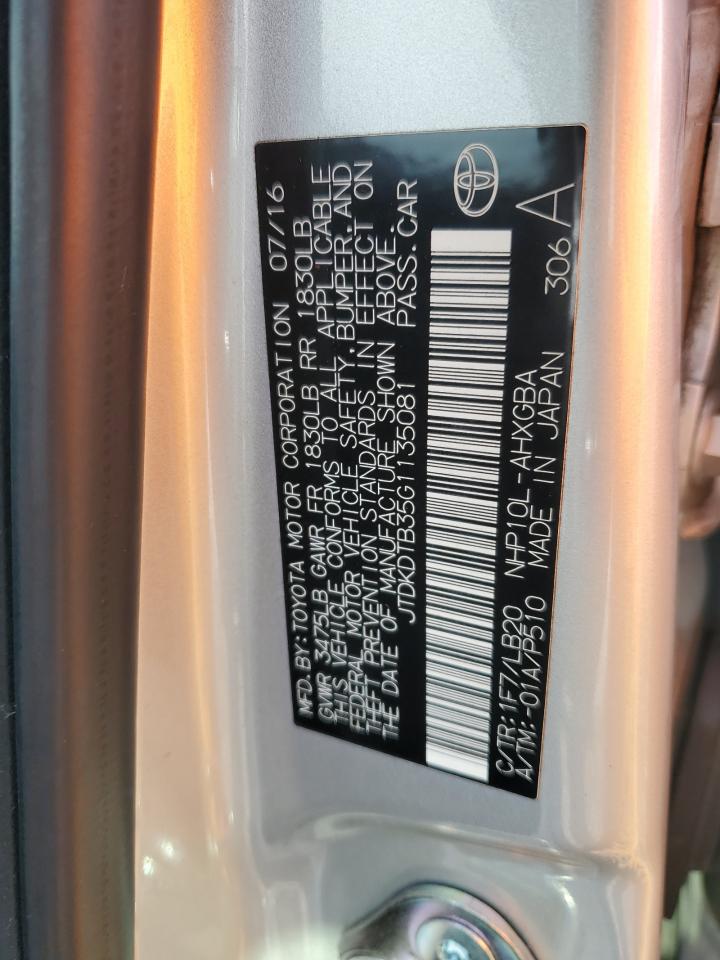 MFD. BY: TOYOTA MOTOR CORPORATION 07/16
GVWR 3475LB GAWR FR 1830LB RR 1830LB
THIS VEHICLE CONFORMS TO ALL APPLICABLE
FEDERAL MOTOR VEHICLE SAFETY, BUMPER, AND
THEFT PREVENTION STANDARDS IN EFFECT ON
THE DATE OF MANUFACTURE SHOWN ABOVE.
JTDKDTB35G1135081 PASS. CAR
C/TR: 1F7/LB20 NHP10L-AHXGBA 306 A
A/TM: -01A/P510 MADE IN JAPAN